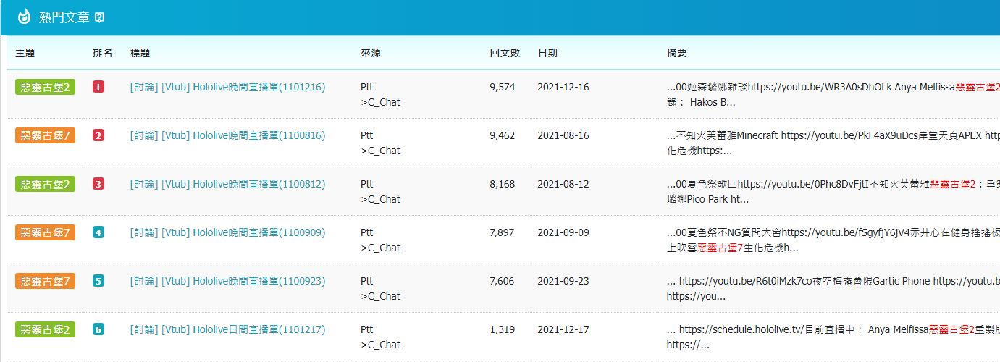 熱門文章
主題 排名 標題 來源 回文數 日期 摘要
惡靈古堡2 1 [討論] [Vtub] Hololive晚間直播單(1101216) Ptt 9,574 2021-12-16 ...00姫森璐娜雜談https://youtu.be/WR3A0sDhOLk Anya Melfissa惡靈古堡2
>C_Chat 錄： Hakos B...
惡靈古堡7 2 [討論] [Vtub] Hololive晚間直播單(1100816) Ptt 9,462 2021-08-16 ...不知火芙蕾雅Minecraft https://youtu.be/PkF4aX9uDcs岸堂天真APEX http
>C_Chat 化危機https:...
惡靈古堡2 3 [討論] [Vtub] Hololive晚間直播單(1100812) Ptt 8,168 2021-08-12 ...00夏色祭歌回https://youtu.be/0Phc8DvFjtI不知火芙蕾雅惡靈古堡2：重製
>C_Chat 璐娜Pico Park ht...
惡靈古堡7 4 [討論] [Vtub] Hololive晚間直播單(1100909) Ptt 7,897 2021-09-09 ...00夏色祭不NG質問大會https://youtu.be/fSgyfjY6jV4赤井心在健身搖搖板
>C_Chat 上吹雪惡靈古堡7生化危機h...
惡靈古堡7 5 [討論] [Vtub] Hololive晚間直播單(1100923) Ptt 7,606 2021-09-23 ... https://youtu.be/R6t0iMzk7co夜空梅露會限Gartic Phone https://youtu.b
>C_Chat https://you...
惡靈古堡2 6 [討論] [Vtub] Hololive日間直播單(1101217) Ptt 1,319 2021-12-17 ... https://schedule.hololive.tv/目前直播中： Anya Melfissa惡靈古堡2重製版
>C_Chat https://...